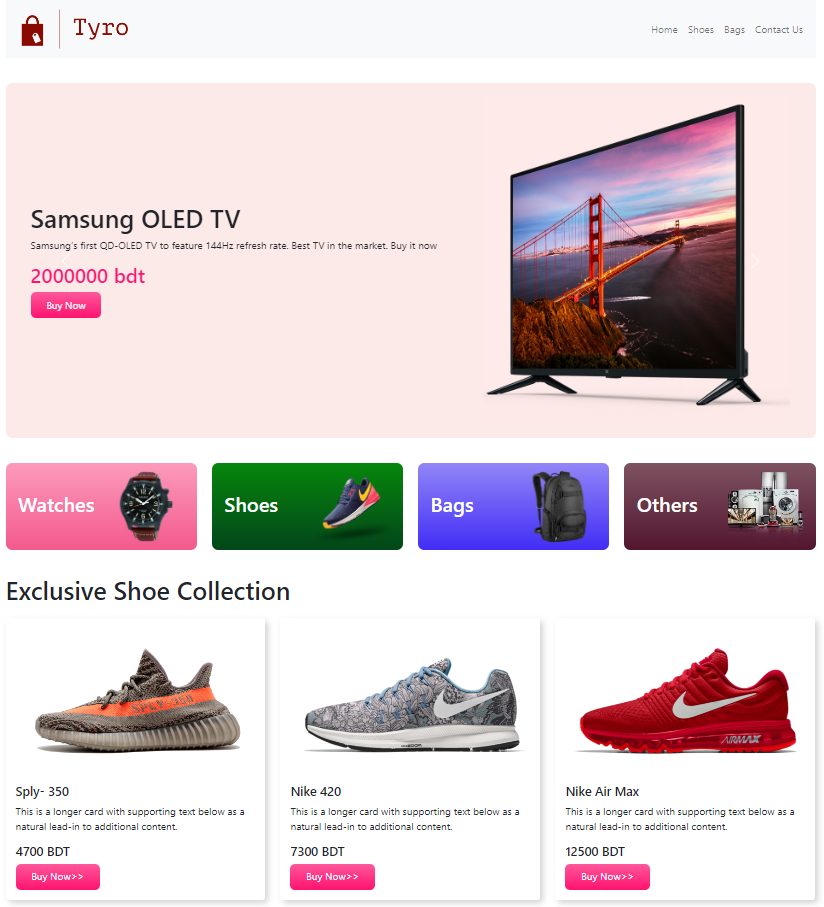 Tyro
Home Shoes Bags Contact Us
Samsung OLED TV
Samsung's first QD-OLED TV to feature 144Hz refresh rate. Best TV in the market. Buy it now
2000000 bdt
Buy Now
Watches
Shoes
Bags
Others
Exclusive Shoe Collection
SPLY 350
ZOOM
AIRMAX
Sply- 350
This is a longer card with supporting text below as a
natural lead-in to additional content.
4700 BDT
Buy Now>>
Nike 420
This is a longer card with supporting text below as a
natural lead-in to additional content.
7300 BDT
Buy Now>>
Nike Air Max
This is a longer card with supporting text below as a
natural lead-in to additional content.
12500 BDT
Buy Now>>